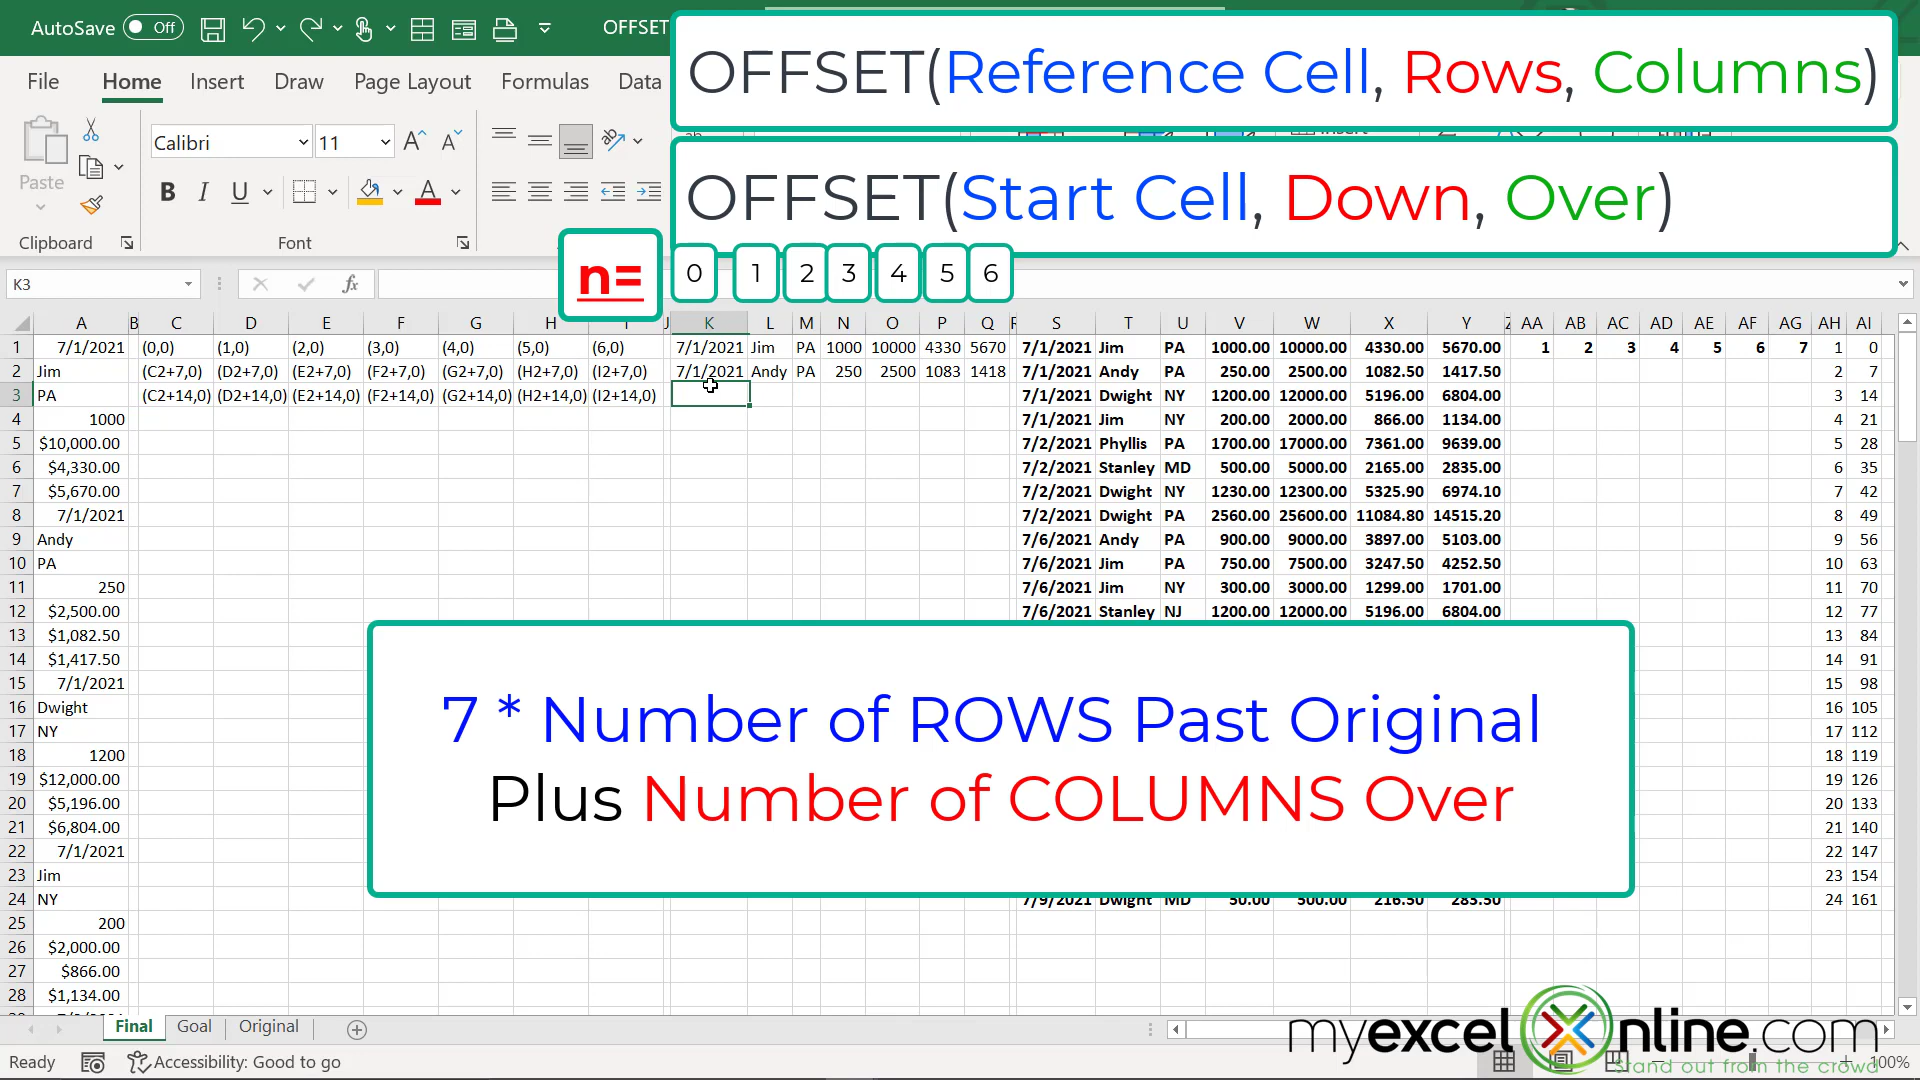 AutoSave Off OFFSET
OFFSET(Reference Cell, Rows, Columns)
File Home Insert Draw Page Layout Formulas Data
OFFSET(Start Cell, Down, Over)
Paste Calibri 11
Clipboard Font
n= 0 1 2 3 4 5 6
K3 fx
A B C D E F G H I J K L M N O P Q R S T U V W X Y Z AA AB AC AD AE AF AG AH AI
1 7/1/2021 (0,0) (1,0) (2,0) (3,0) (4,0) (5,0) (6,0) 7/1/2021 Jim PA 1000 10000 4330 5670 7/1/2021 Jim PA 1000.00 10000.00 4330.00 5670.00 1 2 3 4 5 6 7 1 0
2 Jim (C2+7,0) (D2+7,0) (E2+7,0) (F2+7,0) (G2+7,0) (H2+7,0) (I2+7,0) 7/1/2021 Andy PA 250 2500 1083 1418 7/1/2021 Andy PA 250.00 2500.00 1082.50 1417.50 2 7
3 PA (C2+14,0) (D2+14,0) (E2+14,0) (F2+14,0) (G2+14,0) (H2+14,0) (I2+14,0) 7/1/2021 Dwight NY 1200.00 12000.00 5196.00 6804.00 3 14
4 1000 7/1/2021 Jim NY 200.00 2000.00 866.00 1134.00 4 21
5 $10,000.00 7/2/2021 Phyllis PA 1700.00 17000.00 7361.00 9639.00 5 28
6 $4,330.00 7/2/2021 Stanley MD 500.00 5000.00 2165.00 2835.00 6 35
7 $5,670.00 7/2/2021 Dwight NY 1230.00 12300.00 5325.90 6974.10 7 42
8 7/1/2021 7/2/2021 Dwight PA 2560.00 25600.00 11084.80 14515.20 8 49
9 Andy 7/6/2021 Andy PA 900.00 9000.00 3897.00 5103.00 9 56
10 PA 7/6/2021 Jim PA 750.00 7500.00 3247.50 4252.50 10 63
11 250 7/6/2021 Jim NY 300.00 3000.00 1299.00 1701.00 11 70
12 $2,500.00 7/6/2021 Stanley NJ 1200.00 12000.00 5196.00 6804.00 12 77
13 $1,082.50 13 84
14 $1,417.50 14 91
15 7/1/2021 15 98
16 Dwight 16 105
7 * Number of ROWS Past Original
17 NY 17 112
18 1200 18 119
19 $12,000.00 19 126
Plus Number of COLUMNS Over
20 $5,196.00 20 133
21 $6,804.00 21 140
22 7/1/2021 22 147
23 Jim 23 154
24 NY 7/9/2021 Dwight MD 50.00 500.00 216.50 283.50 24 161
25 200
26 $2,000.00
27 $866.00
28 $1,134.00
Final Goal Original
myexcelonline.com
Stand out from the crowd
Ready Accessibility: Good to go 100%